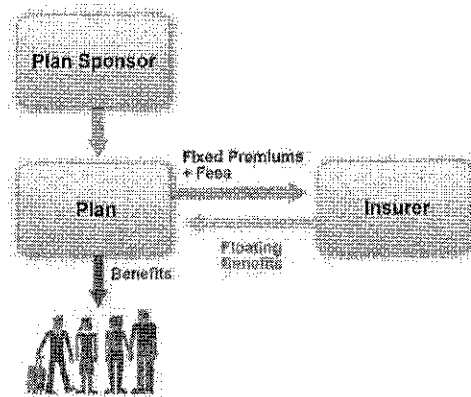 Plan Sponsor
Fixed Premiums
+ Fees
Plan
Insurer
Floating
Benefits
Benefits